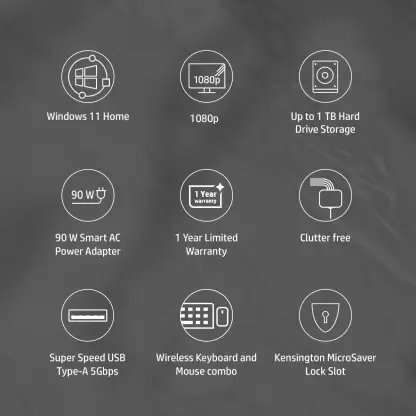 Windows 11 Home
1080p
1080p
Up to 1 TB Hard
Drive Storage
90 W
90 W Smart AC
Power Adapter
1 Year
warranty
1 Year Limited
Warranty
Clutter free
Super Speed USB
Type-A 5Gbps
Wireless Keyboard and
Mouse combo
Kensington MicroSaver
Lock Slot